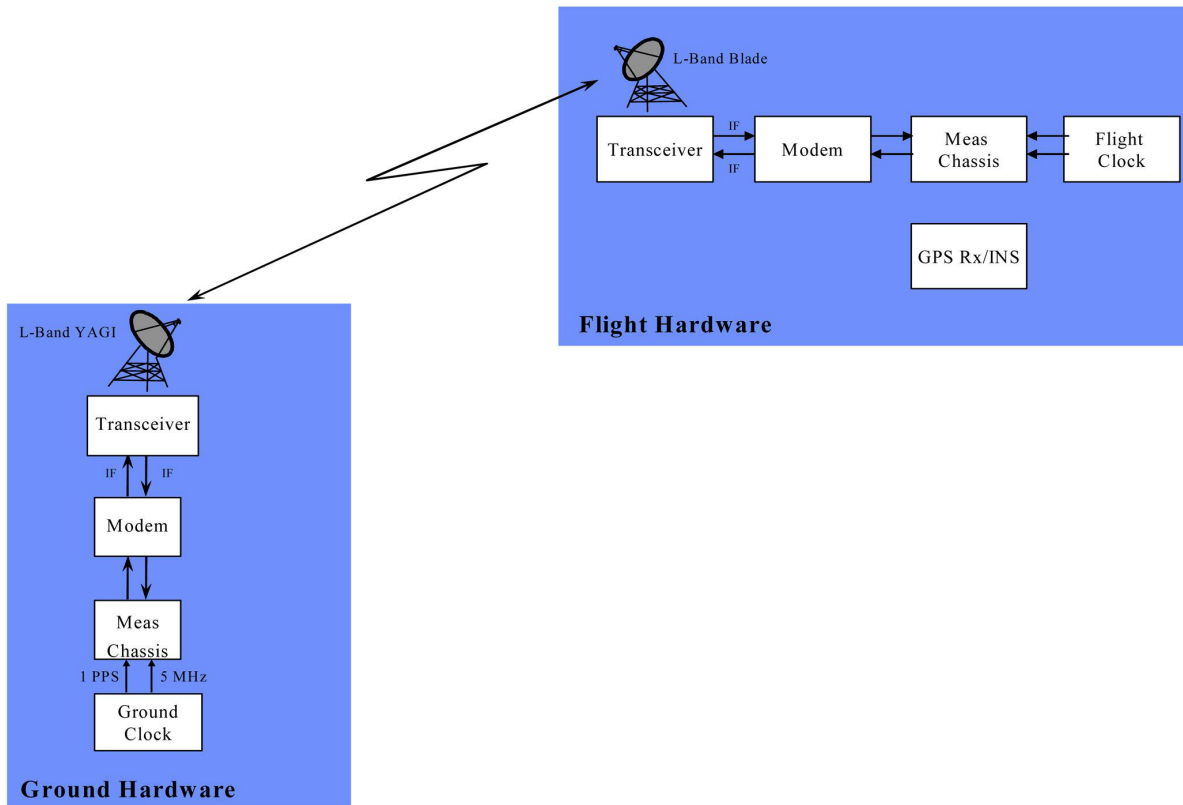 L-Band Blade
Transceiver
IF
IF
Modem
Meas
Chassis
Flight
Clock
GPS Rx/INS
Flight Hardware
L-Band YAGI
Transceiver
IF
IF
Modem
Meas
Chassis
1 PPS
5 MHz
Ground
Clock
Ground Hardware